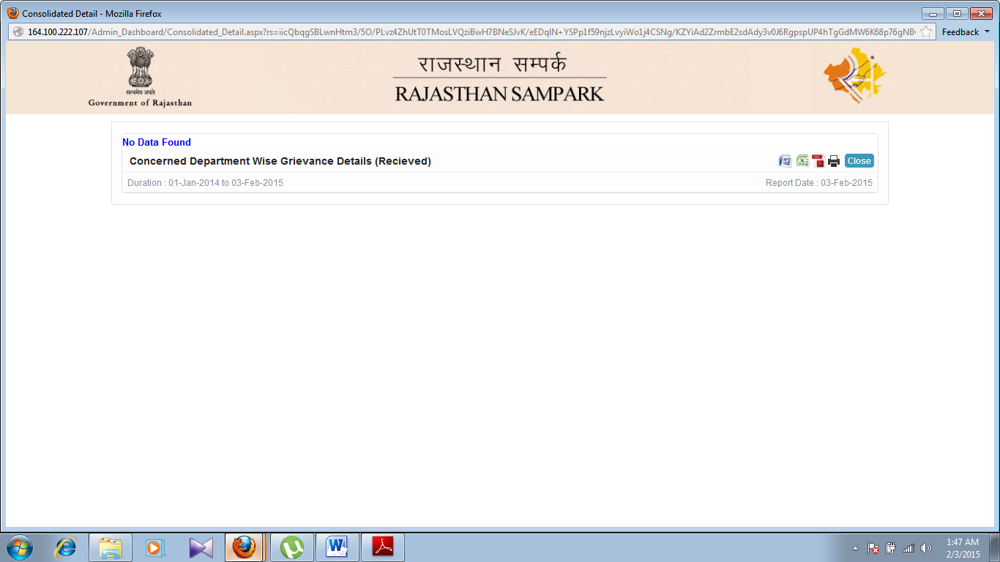 Consolidated Detail - Mozilla Firefox
164.100.222.107/Admin_Dashboard/Consolidated_Detail.aspx?rs=iicQbqgSBLwnHtm3/5O/PLvz4ZhUtT0TMosLVQziBwH7BNeSJvK/eEDqIN+YSPp1f59njzLvyiWo1j4CSNg/KZYiAd2ZrmbE2sdAdy3v0J6RgpspUP4hTgGdMW6K68p76gNB
Feedback
सत्यमेव जयते
Government of Rajasthan
राजस्थान सम्पर्क
RAJASTHAN SAMPARK
No Data Found
Concerned Department Wise Grievance Details (Recieved)
Close
Duration : 01-Jan-2014 to 03-Feb-2015
Report Date : 03-Feb-2015
1:47 AM
2/3/2015